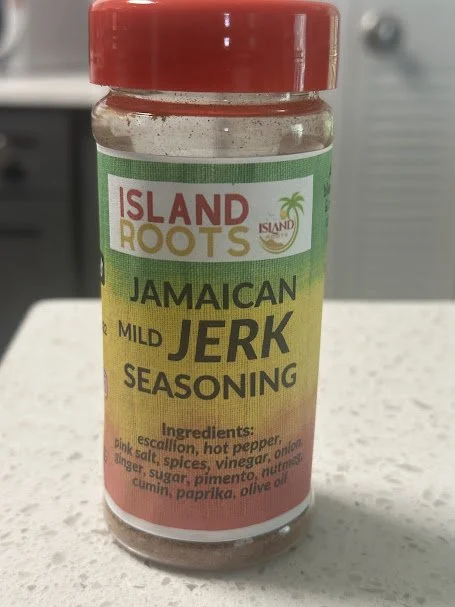 ISLAND
ROOTS
ISLAND
JAMAICAN
MILD JERK
SEASONING
Ingredients:
escallion, hot pepper,
pink salt, spices, vinegar, onion,
ginger, sugar, pimento, nutmeg,
cumin, paprika, olive oil